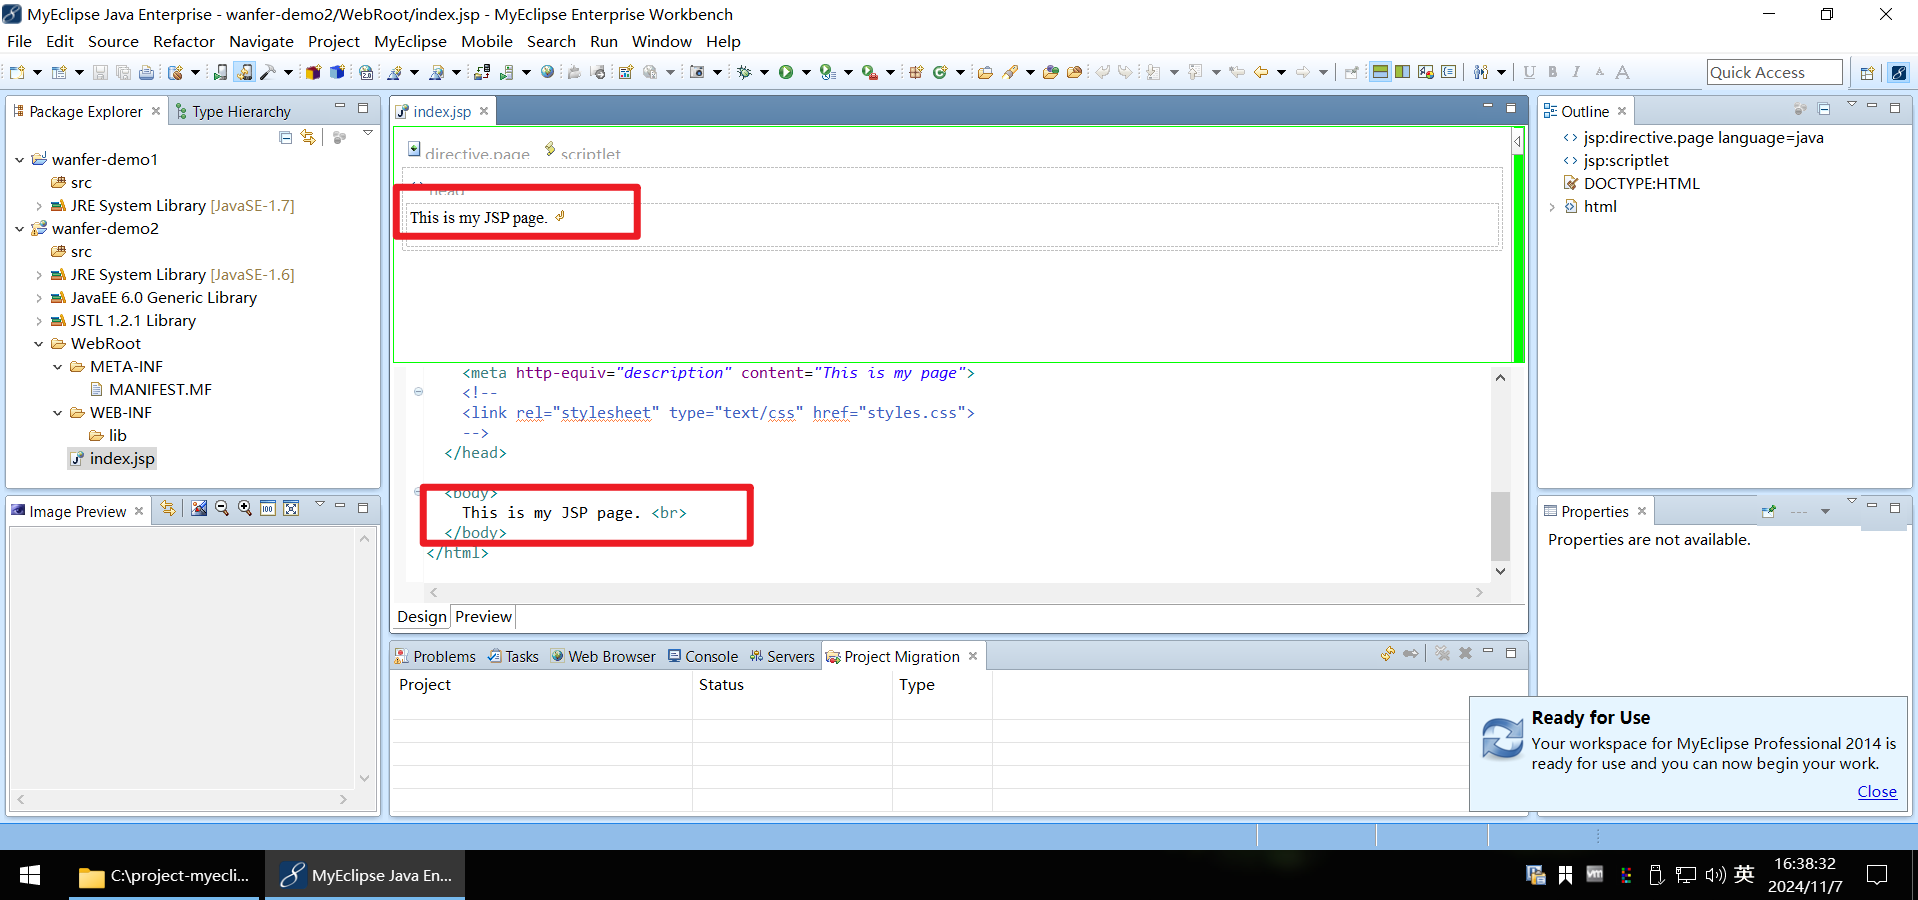 MyEclipse Java Enterprise - wanfer-demo2/WebRoot/index.jsp - MyEclipse Enterprise Workbench
File Edit Source Refactor Navigate Project MyEclipse Mobile Search Run Window Help
Quick Access
Package Explorer
Type Hierarchy
wanfer-demo1
src
JRE System Library [JavaSE-1.7]
wanfer-demo2
src
JRE System Library [JavaSE-1.6]
JavaEE 6.0 Generic Library
JSTL 1.2.1 Library
WebRoot
META-INF
MANIFEST.MF
WEB-INF
lib
index.jsp
Image Preview
index.jsp
directive.page scriptlet
head
This is my JSP page.
<meta http-equiv="description" content="This is my page">
<!--
<link rel="stylesheet" type="text/css" href="styles.css">
-->
</head>
<body>
This is my JSP page. <br>
</body>
</html>
Design Preview
Problems Tasks Web Browser Console Servers Project Migration
Project Status Type
Outline
jsp:directive.page language=java
jsp:scriptlet
DOCTYPE:HTML
html
Properties
Properties are not available.
Ready for Use
Your workspace for MyEclipse Professional 2014 is
ready for use and you can now begin your work.
Close
C:\project-myecli...
MyEclipse Java En...
英
16:38:32
2024/11/7